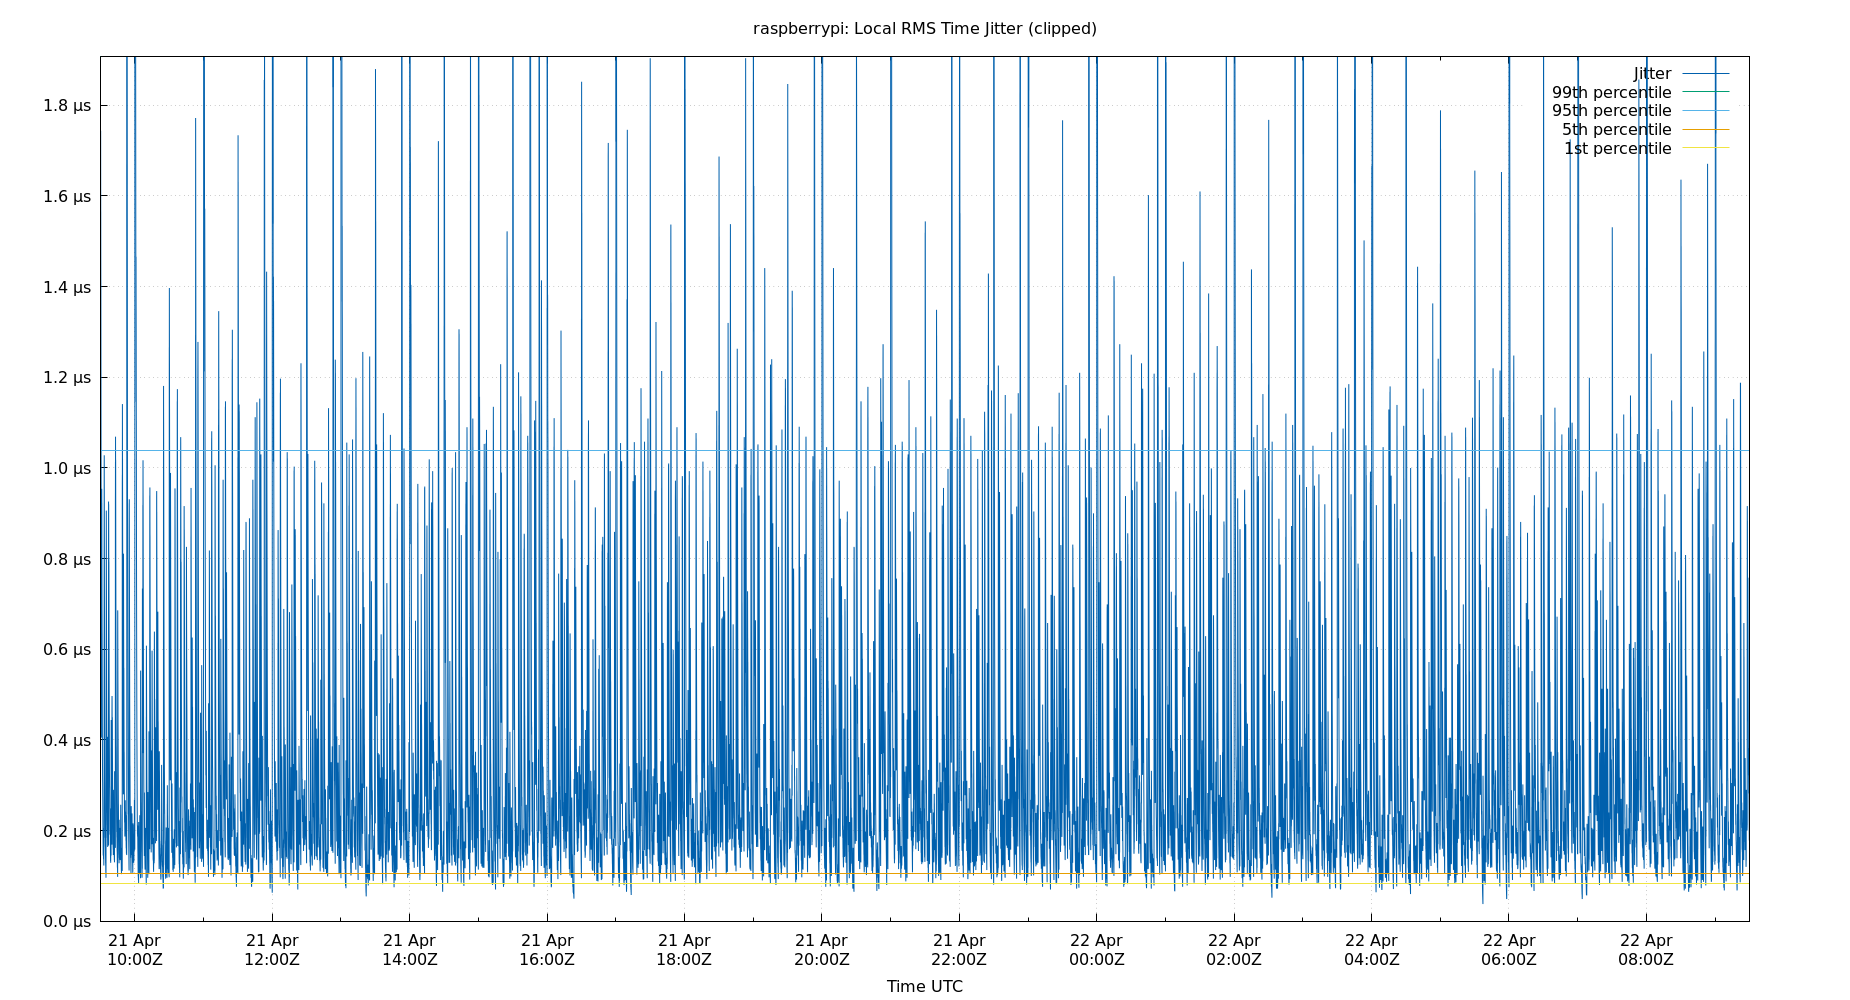 raspberrypi: Local RMS Time Jitter (clipped)
Jitter
99th percentile
95th percentile
5th percentile
1st percentile
1.8 μs
1.6 μs
1.4 μs
1.2 μs
1.0 μs
0.8 μs
0.6 μs
0.4 μs
0.2 μs
0.0 μs
21 Apr 21 Apr 21 Apr 21 Apr 21 Apr 21 Apr 21 Apr 22 Apr 22 Apr 22 Apr 22 Apr 22 Apr
10:00Z 12:00Z 14:00Z 16:00Z 18:00Z 20:00Z 22:00Z 00:00Z 02:00Z 04:00Z 06:00Z 08:00Z
Time UTC